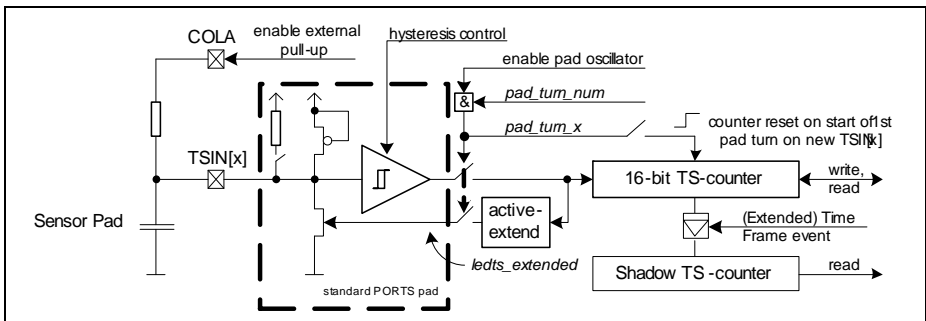 COLA
enable external
pull-up
hysteresis control
enable pad oscillator
&
pad_turn_num
pad_turn_x
counter reset on start of1st
pad turn on new TSIN[x]
TSIN[x]
16-bit TS-counter
write,
read
Sensor Pad
active-
extend
(Extended) Time
Frame event
ledts_extended
Shadow TS -counter
read
standard PORTS pad